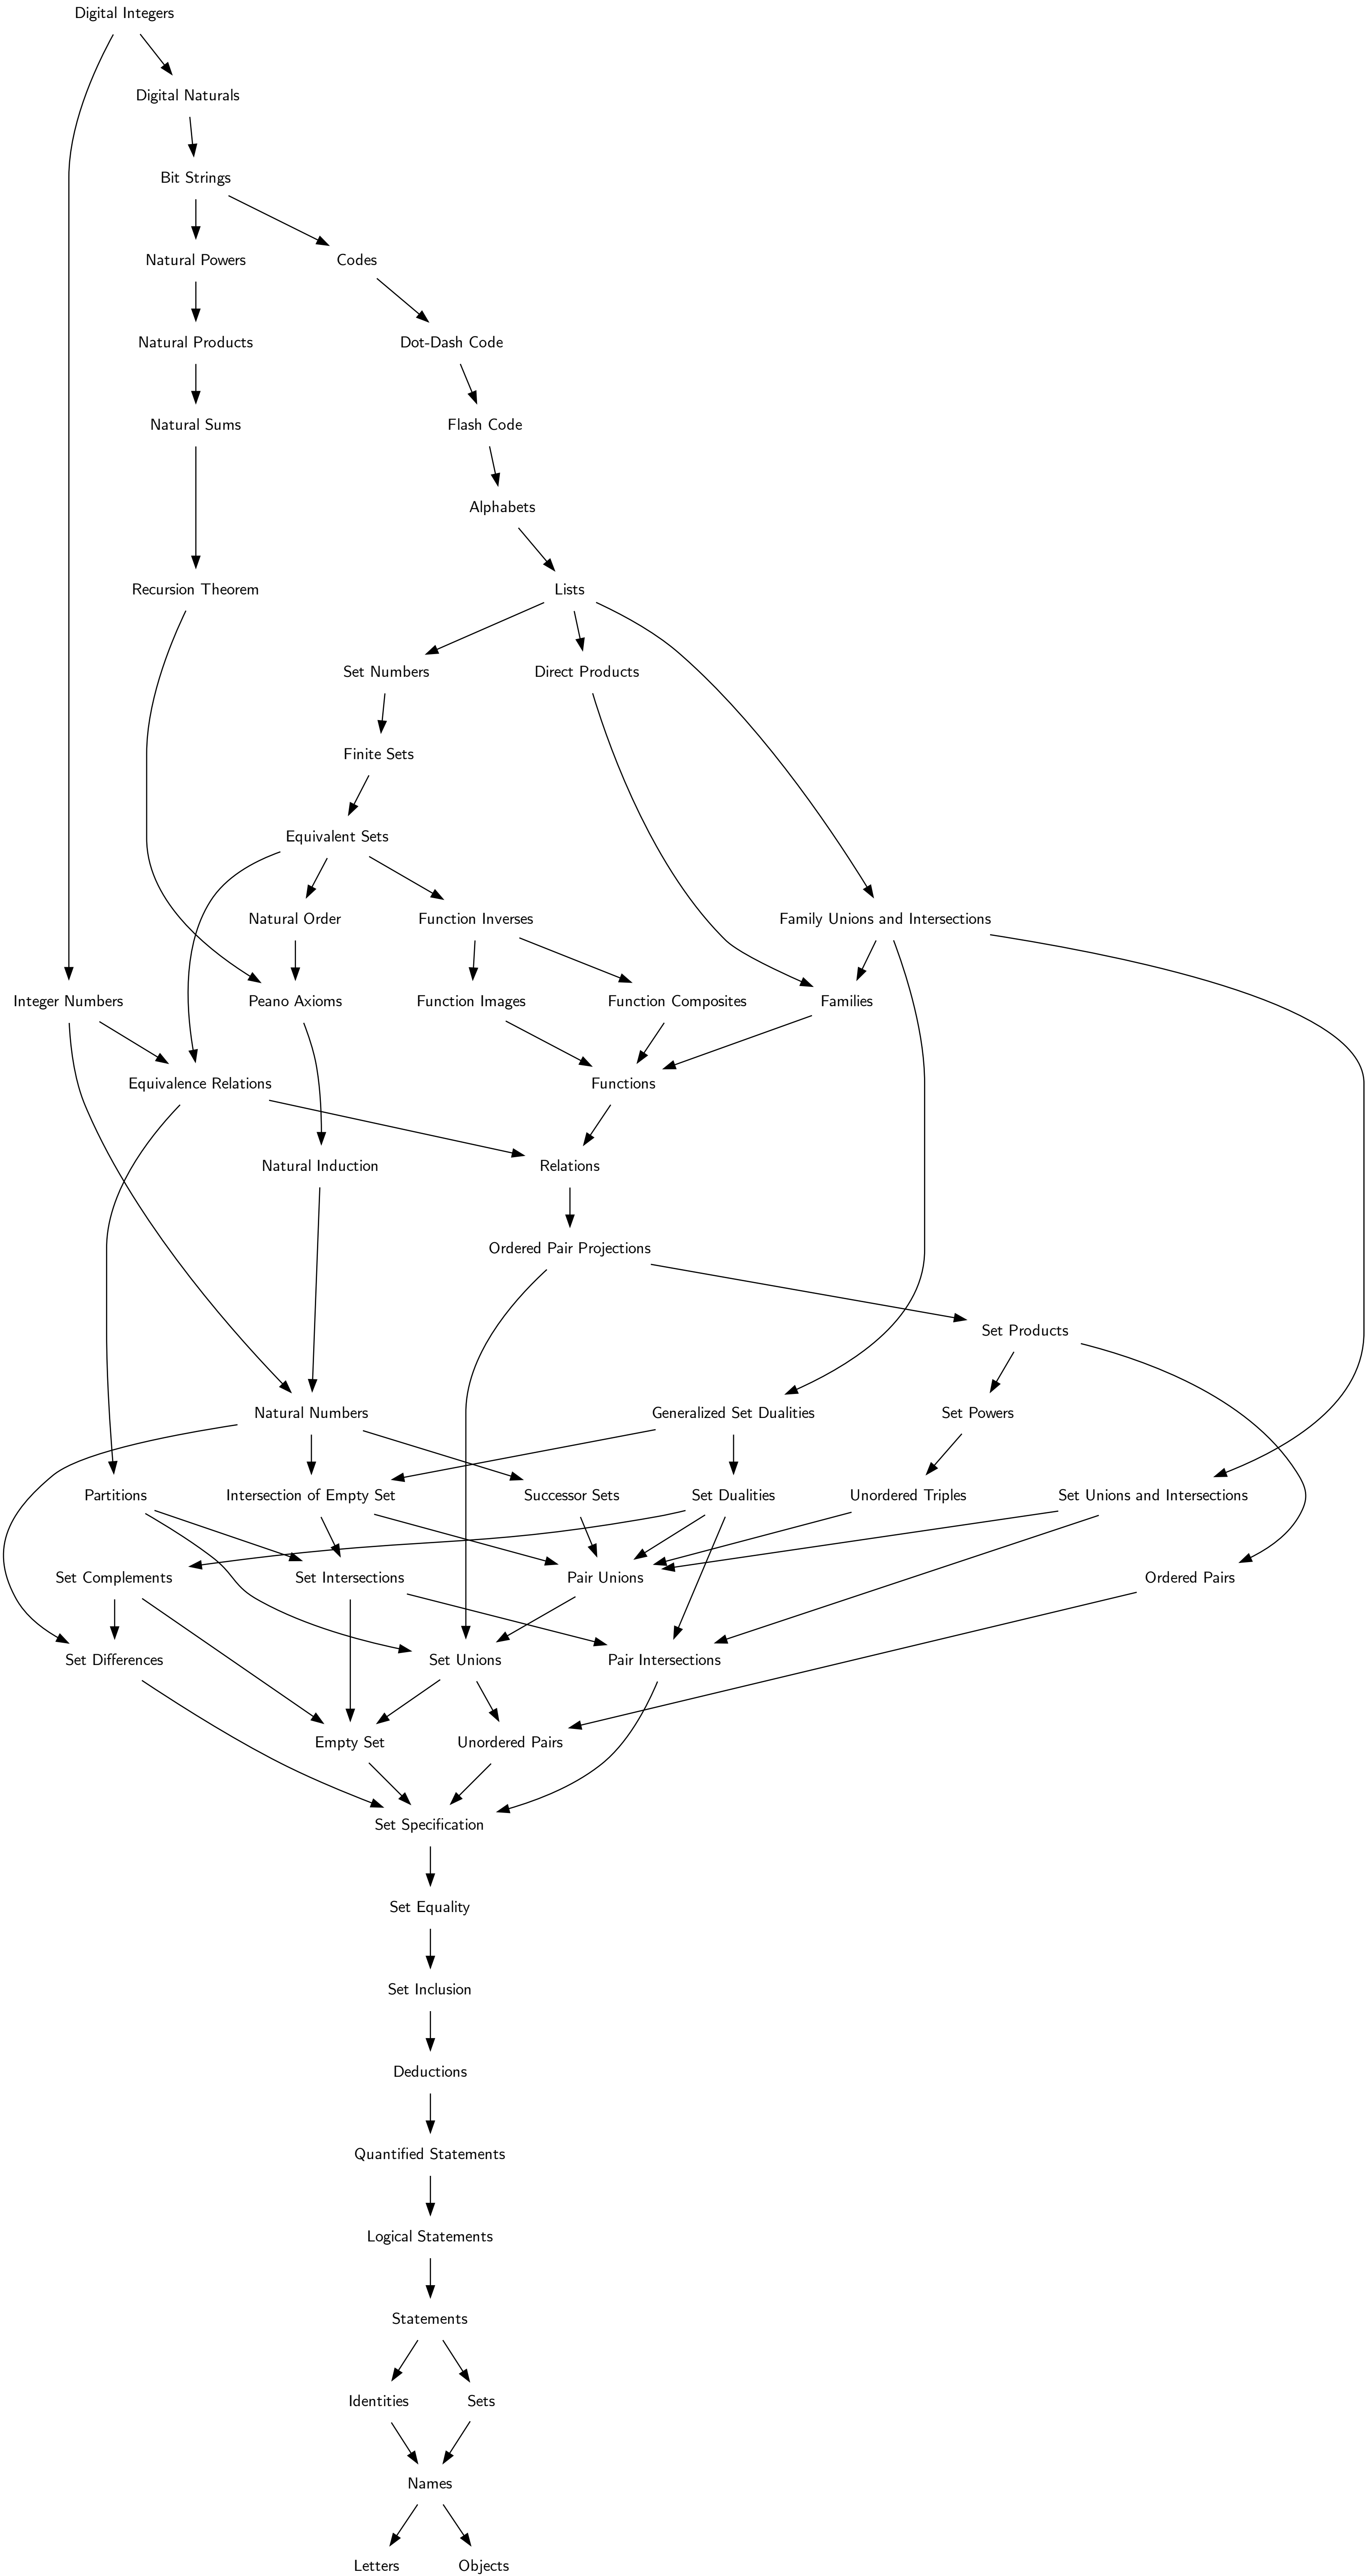 Digital Integers
Digital Naturals
Bit Strings
Natural Powers
Codes
Natural Products
Dot-Dash Code
Natural Sums
Flash Code
Alphabets
Recursion Theorem
Lists
Set Numbers
Direct Products
Finite Sets
Equivalent Sets
Natural Order
Function Inverses
Family Unions and Intersections
Integer Numbers
Peano Axioms
Function Images
Function Composites
Families
Equivalence Relations
Functions
Natural Induction
Relations
Ordered Pair Projections
Set Products
Natural Numbers
Generalized Set Dualities
Set Powers
Partitions
Intersection of Empty Set
Successor Sets
Set Dualities
Unordered Triples
Set Unions and Intersections
Set Complements
Set Intersections
Pair Unions
Ordered Pairs
Set Differences
Set Unions
Pair Intersections
Empty Set
Unordered Pairs
Set Specification
Set Equality
Set Inclusion
Deductions
Quantified Statements
Logical Statements
Statements
Identities
Sets
Names
Letters
Objects